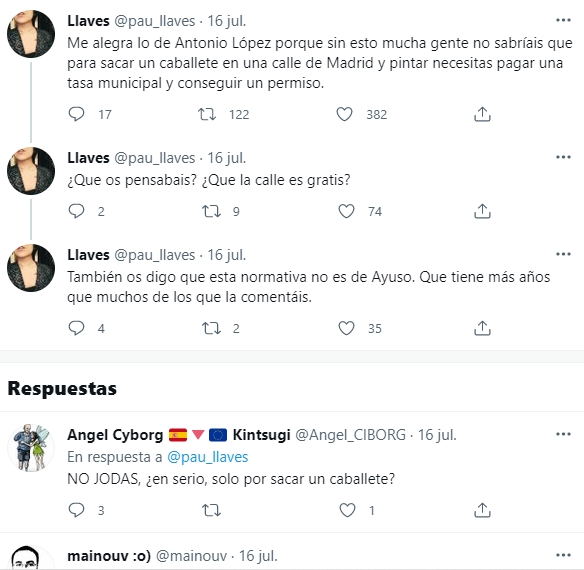 Llaves @pau_llaves · 16 jul.
Me alegra lo de Antonio López porque sin esto mucha gente no sabríais que
para sacar un caballete en una calle de Madrid y pintar necesitas pagar una
tasa municipal y conseguir un permiso.
17 122 382
Llaves @pau_llaves · 16 jul.
¿Que os pensabais? ¿Que la calle es gratis?
2 9 74
Llaves @pau_llaves · 16 jul.
También os digo que esta normativa no es de Ayuso. Que tiene más años
que muchos de los que la comentáis.
4 2 35
Respuestas
Angel Cyborg 🇪🇸🔻🇪🇺 Kintsugi @Angel_CIBORG · 16 jul.
En respuesta a @pau_llaves
NO JODAS, ¿en serio, solo por sacar un caballete?
3 1
mainouv :o) @mainouv · 16 jul.